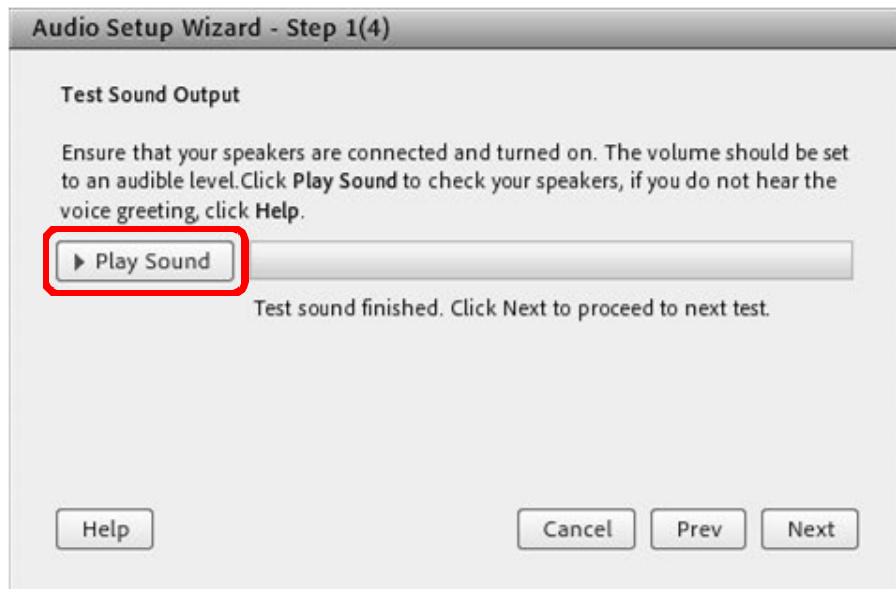 Audio Setup Wizard - Step 1(4)
Test Sound Output
Ensure that your speakers are connected and turned on. The volume should be set
to an audible level.Click Play Sound to check your speakers, if you do not hear the
voice greeting, click Help.
Play Sound
Test sound finished. Click Next to proceed to next test.
Help Cancel Prev Next